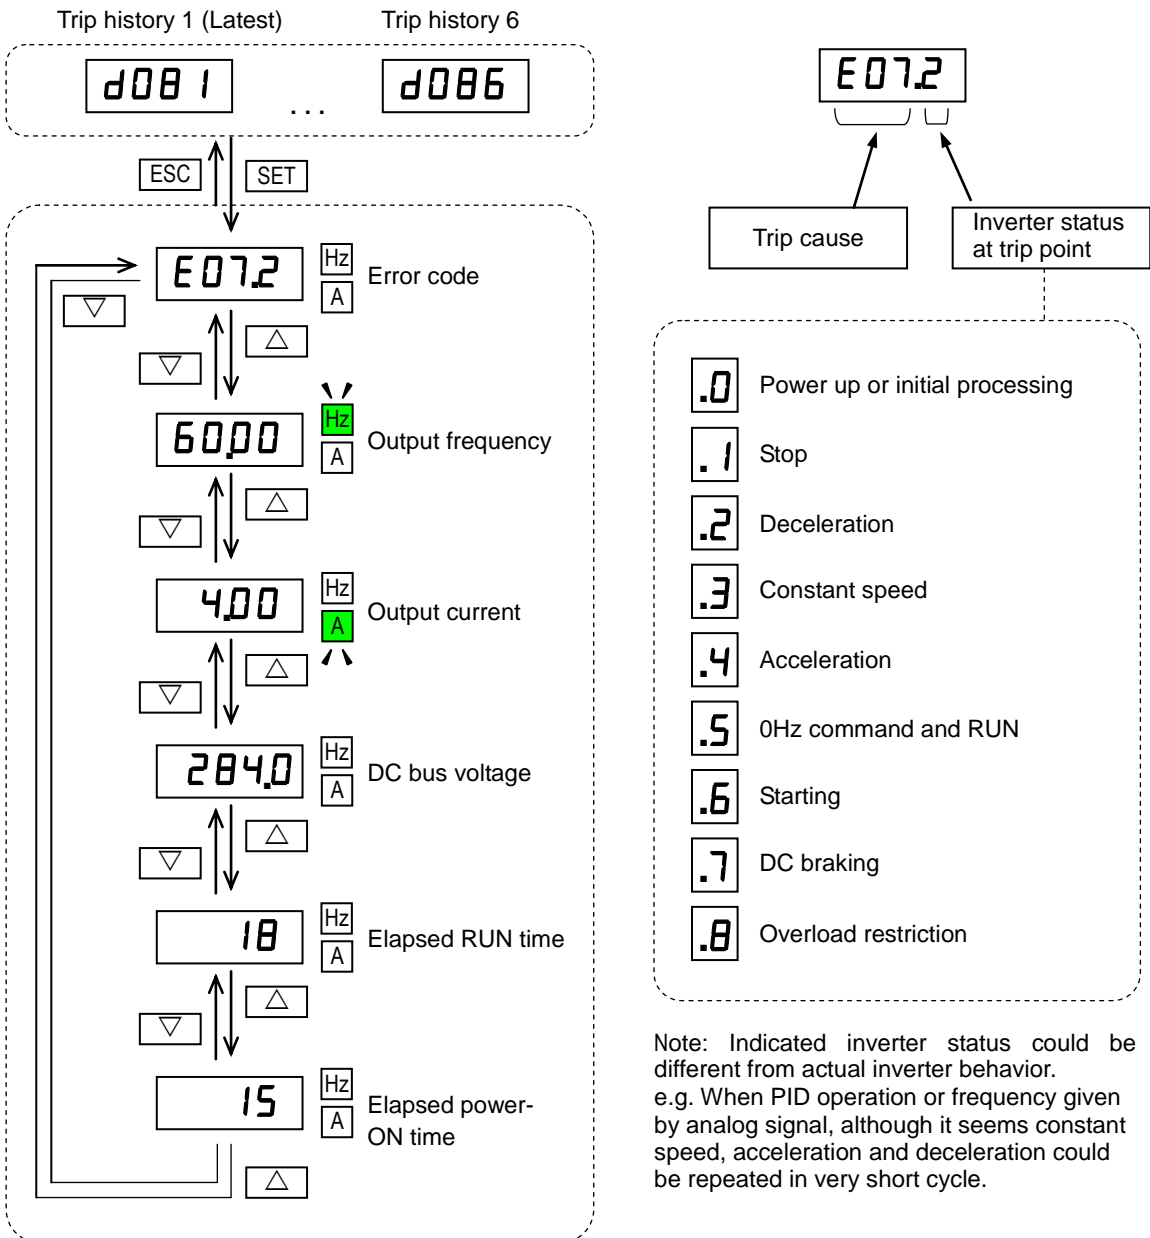 Trip history 1 (Latest)
Trip history 6
d081
...
d086
ESC
SET
E07.2
Hz
A
Error code
60.00
Hz
A
Output frequency
4.00
Hz
A
Output current
284.0
Hz
A
DC bus voltage
18
Hz
A
Elapsed RUN time
15
Hz
A
Elapsed power-
ON time
E07.2
Trip cause
Inverter status
at trip point
.0 Power up or initial processing
.1 Stop
.2 Deceleration
.3 Constant speed
.4 Acceleration
.5 0Hz command and RUN
.6 Starting
.7 DC braking
.8 Overload restriction
Note: Indicated inverter status could be
different from actual inverter behavior.
e.g. When PID operation or frequency given
by analog signal, although it seems constant
speed, acceleration and deceleration could
be repeated in very short cycle.